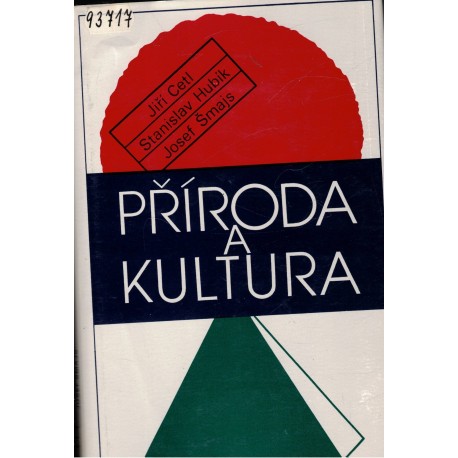 93717
Jiří Cetl
Stanislav Hubík
Josef Šmajs
PŘÍRODA
A
KULTURA